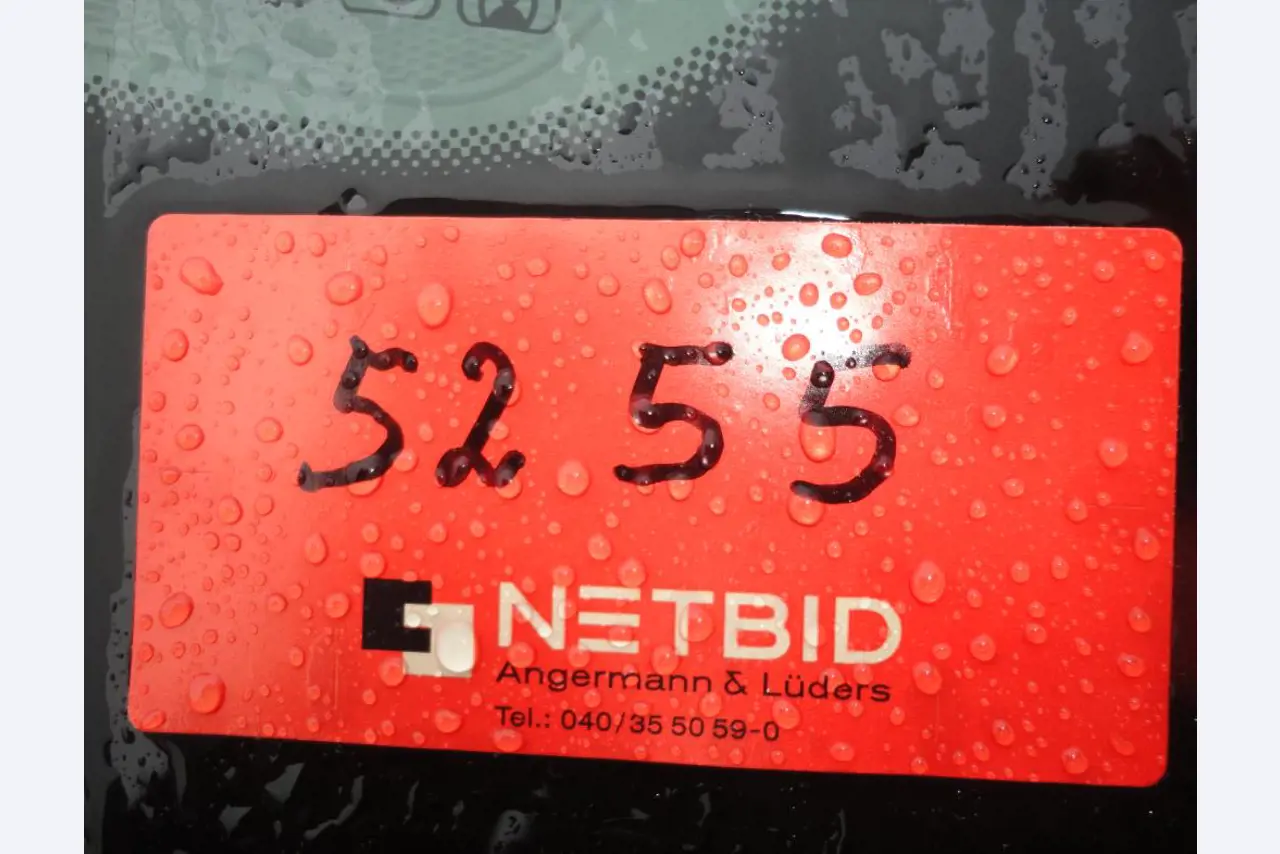 5255
NETBID
Angermann & Lüders
Tel.: 040/35 50 59-0